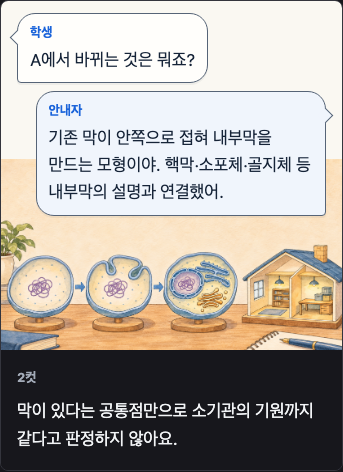 학생
A에서 바뀌는 것은 뭐죠?
안내자
기존 막이 안쪽으로 접혀 내부막을
만드는 모형이야. 핵막·소포체·골지체 등
내부막의 설명과 연결했어.
2컷
막이 있다는 공통점만으로 소기관의 기원까지
같다고 판정하지 않아요.